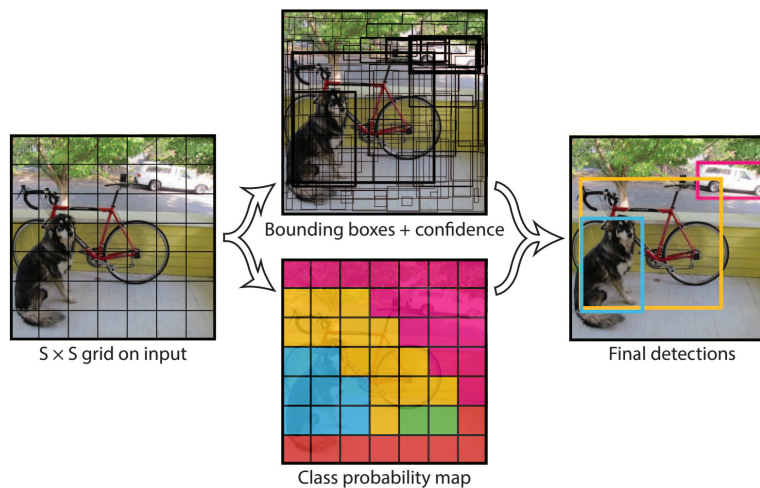 S × S grid on input
Bounding boxes + confidence
Class probability map
Final detections